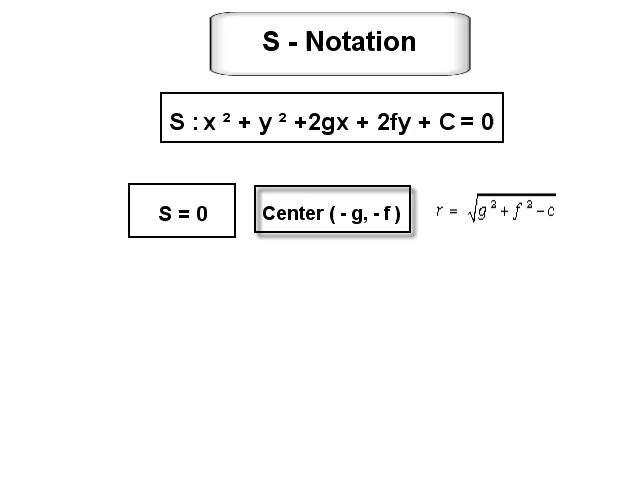 S - Notation
S : x ² + y ² +2gx + 2fy + C = 0
S = 0
Center ( - g, - f )
r = √g ² + f ² - c